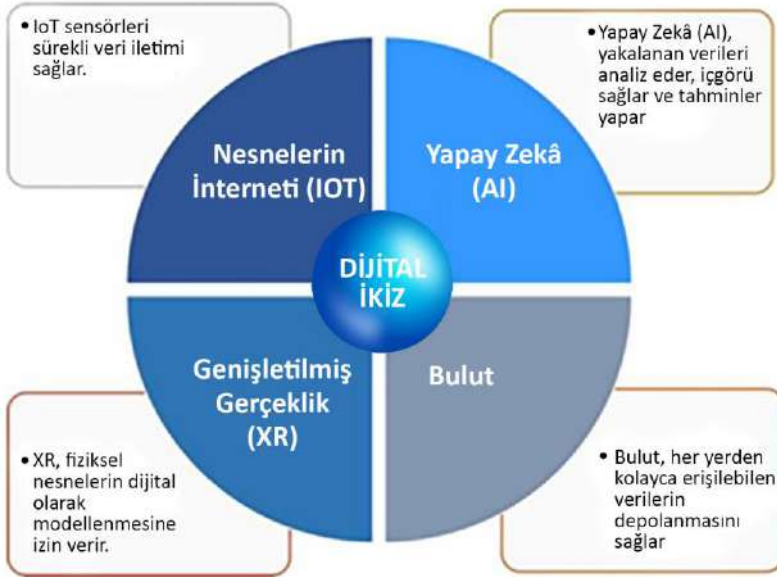 • IoT sensörleri
sürekli veri iletimi
sağlar.
• Yapay Zekâ (AI),
yakalanan verileri
analiz eder, içgörü
sağlar ve tahminler
yapar
Nesnelerin
İnterneti (IOT)
Yapay Zekâ
(AI)
DİJİTAL
İKİZ
Genişletilmiş
Gerçeklik
(XR)
Bulut
• XR, fiziksel
nesnelerin dijital
olarak
modellenmesine
izin verir.
• Bulut, her yerden
kolayca erişilebilen
verilerin
depolanmasını
sağlar